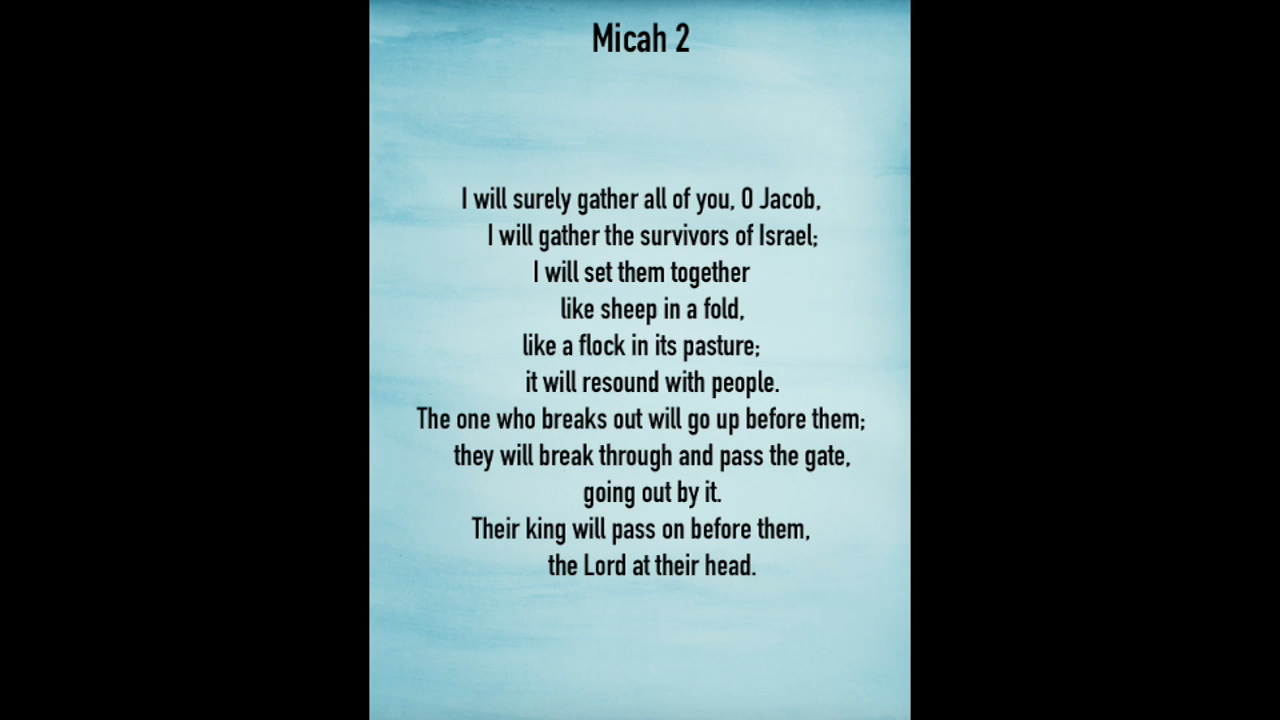 Micah 2
I will surely gather all of you, O Jacob,
I will gather the survivors of Israel;
I will set them together
like sheep in a fold,
like a flock in its pasture;
it will resound with people.
The one who breaks out will go up before them;
they will break through and pass the gate,
going out by it.
Their king will pass on before them,
the Lord at their head.